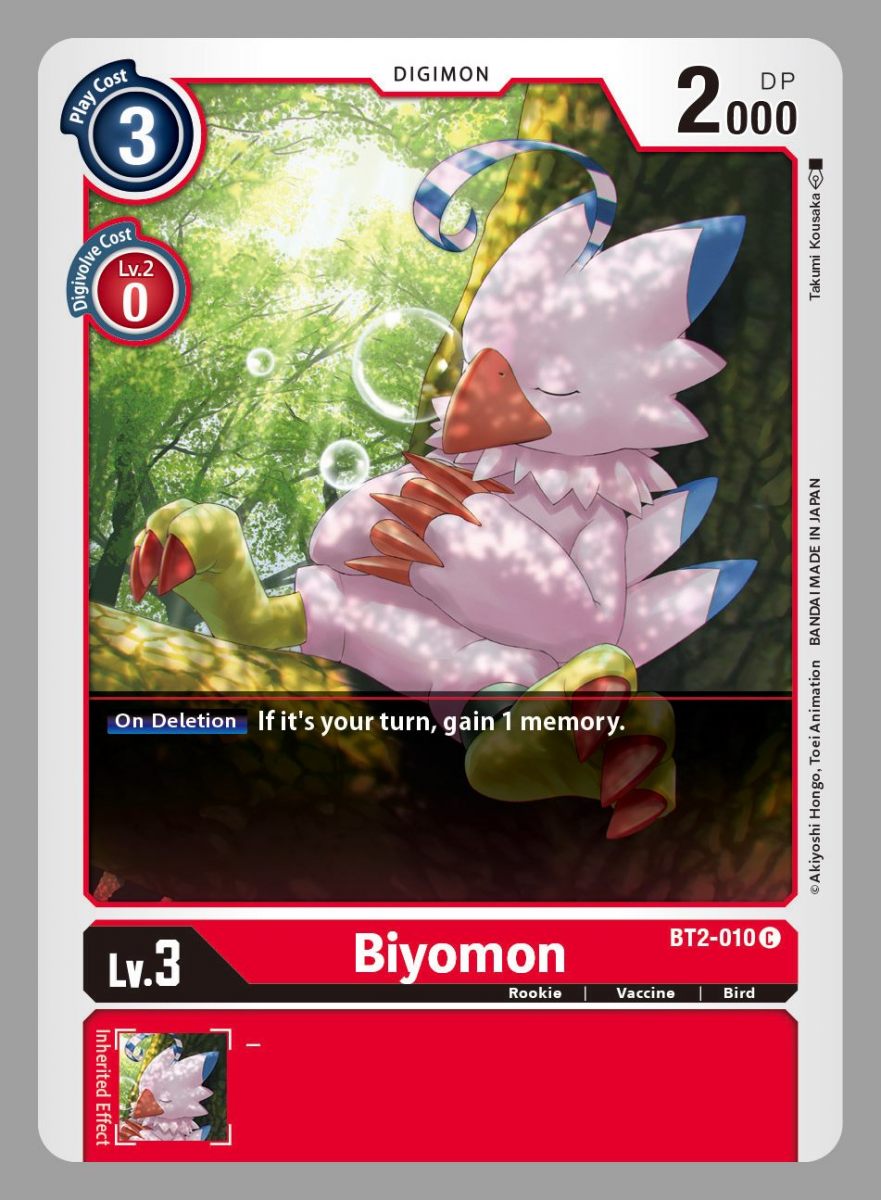 DIGIMON
Play Cost
3
2000
DP
Digivolve Cost
Lv.2
0
Takumi Kousaka
On Deletion If it's your turn, gain 1 memory.
© Akiyoshi Hongo, Toei Animation BANDAI MADE IN JAPAN
Lv.3
Biyomon
BT2-010 C
Rookie | Vaccine | Bird
Inherited Effect
–